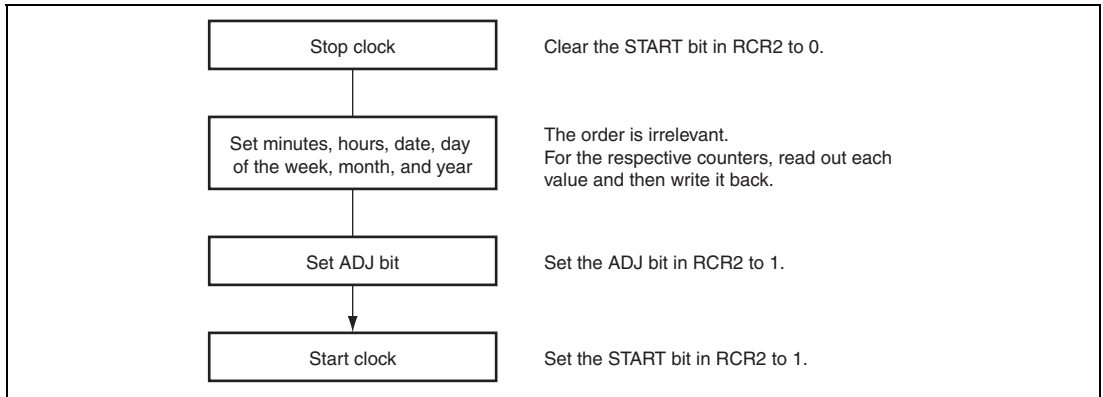 Stop clock
Clear the START bit in RCR2 to 0.
Set minutes, hours, date, day
of the week, month, and year
The order is irrelevant.
For the respective counters, read out each
value and then write it back.
Set ADJ bit
Set the ADJ bit in RCR2 to 1.
Start clock
Set the START bit in RCR2 to 1.